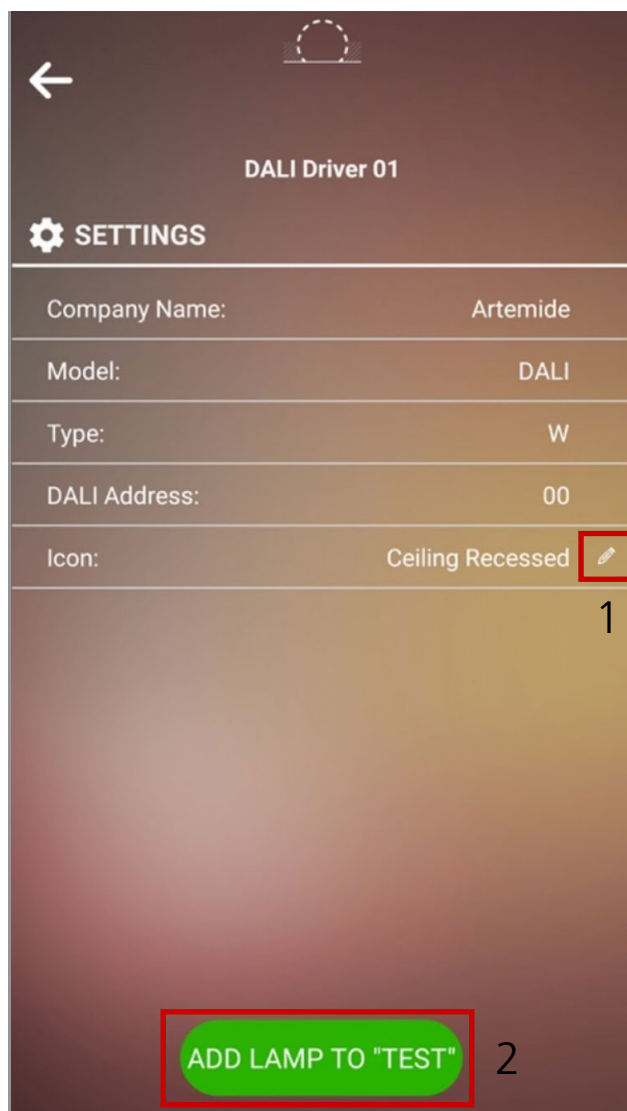 DALI Driver 01
SETTINGS
Company Name: Artemide
Model: DALI
Type: W
DALI Address: 00
Icon: Ceiling Recessed
1
ADD LAMP TO "TEST" 2